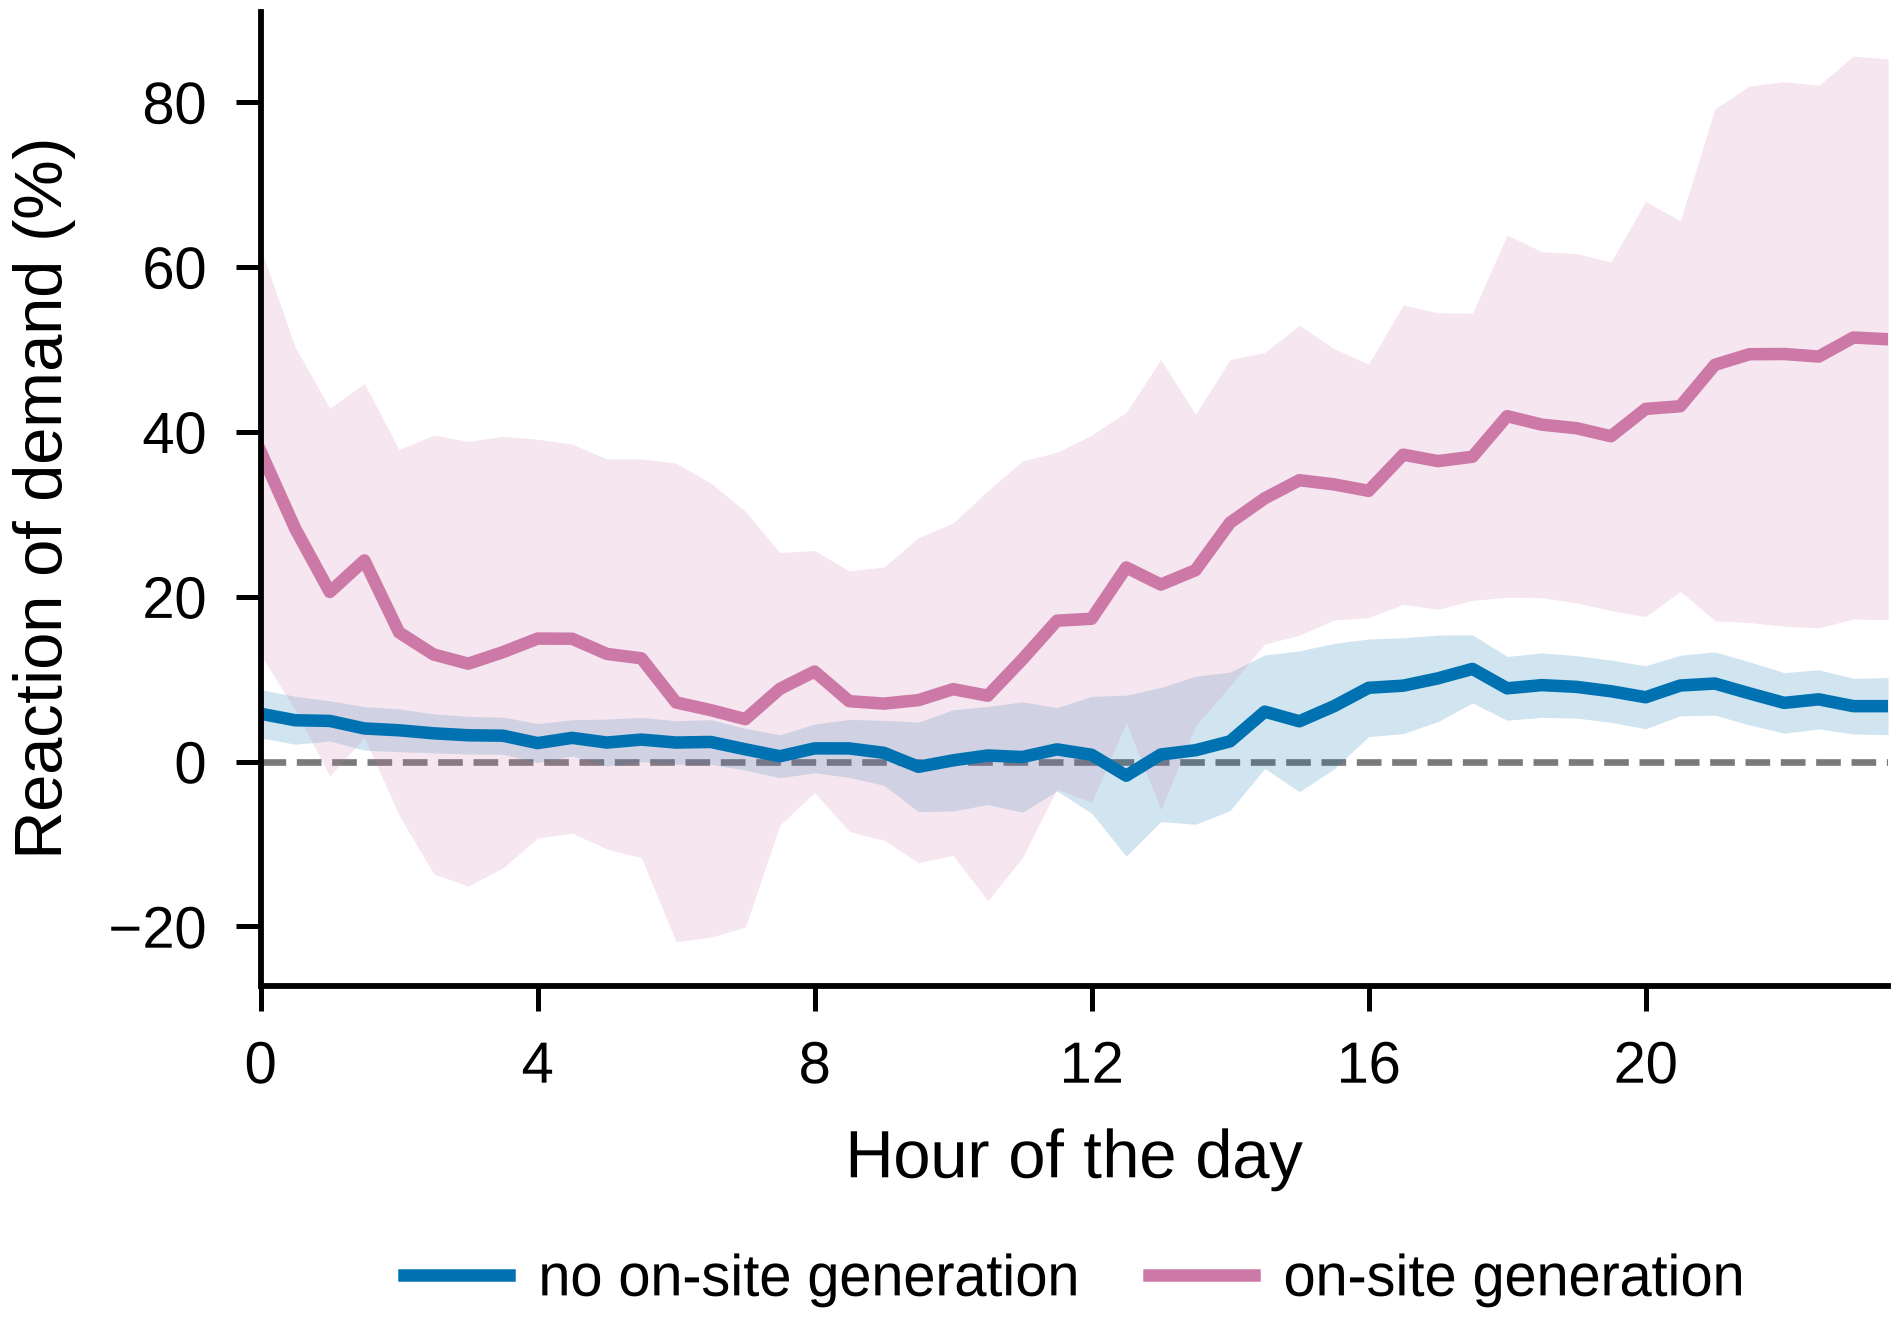 Reaction of demand (%)
80
60
40
20
0
−20
0 4 8 12 16 20
Hour of the day
no on-site generation on-site generation